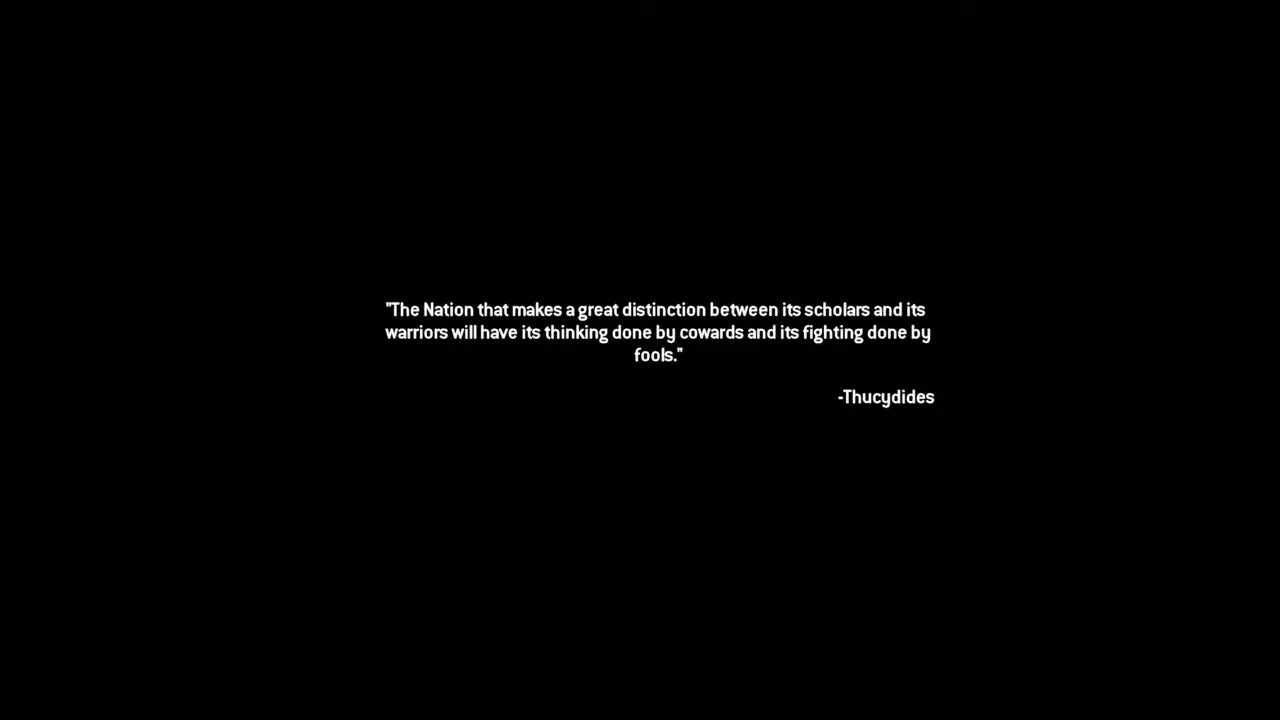 "The Nation that makes a great distinction between its scholars and its
warriors will have its thinking done by cowards and its fighting done by
fools."
-Thucydides